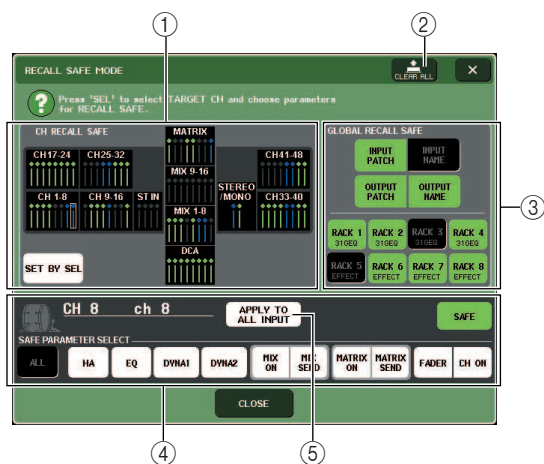 ①
②
RECALL SAFE MODE
CLEAR ALL
×
? Press 'SEL' to select TARGET CH and choose parameters
for RECALL SAFE.
CH RECALL SAFE
MATRIX
CH17-24
CH25-32
CH41-48
MIX 9-16
CH 1-8
CH 9-16
ST IN
STEREO
/MONO
CH33-40
MIX 1-8
DCA
SET BY SEL
GLOBAL RECALL SAFE
INPUT
PATCH
INPUT
NAME
OUTPUT
PATCH
OUTPUT
NAME
③
RACK 1
31GEQ
RACK 2
31GEQ
RACK 3
31GEQ
RACK 4
31GEQ
RACK 5
EFFECT
RACK 6
EFFECT
RACK 7
EFFECT
RACK 8
EFFECT
CH 8 ch 8
APPLY TO
ALL INPUT
SAFE
SAFE PARAMETER SELECT
ALL
HA
EQ
DYNA1
DYNA2
MIX
ON
MIX
SEND
MATRIX
ON
MATRIX
SEND
FADER
CH ON
CLOSE
④
⑤